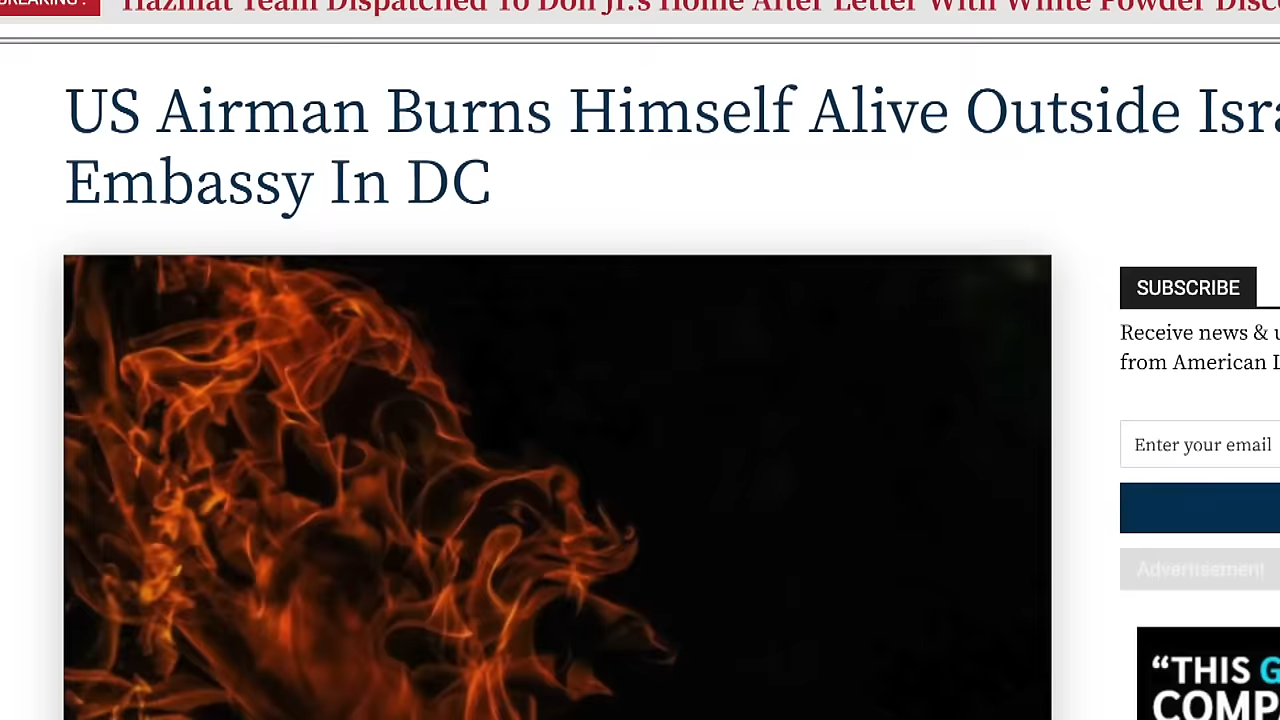 Hazmat Team Dispatched To Don Jr.'s Home After Letter With White Powder
US Airman Burns Himself Alive Outside
Embassy In DC
SUBSCRIBE
Receive news &
from American
Enter your email
Advertisement
“THIS